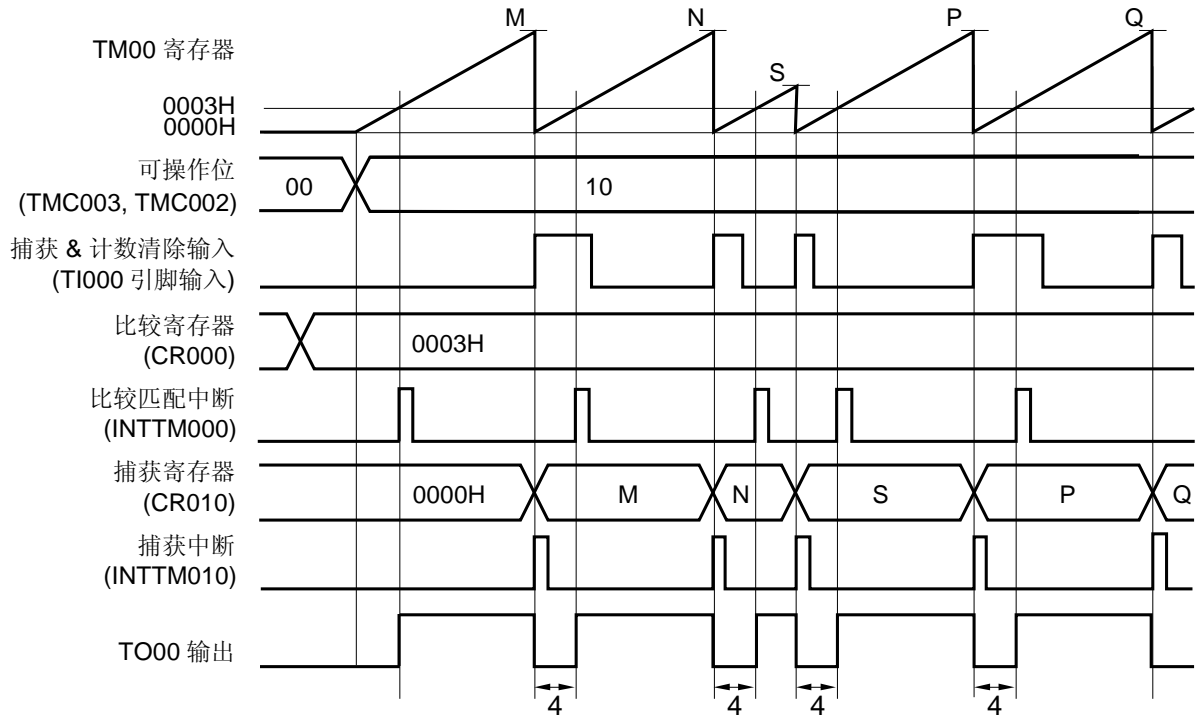 M N P Q
TM00 寄存器
S
0003H
0000H
可操作位
(TMC003, TMC002)
00 10
捕获 & 计数清除输入
(TI000 引脚输入)
比较寄存器
(CR000)
0003H
比较匹配中断
(INTTM000)
捕获寄存器
(CR010)
0000H M N S P Q
捕获中断
(INTTM010)
TO00 输出
4 4 4 4